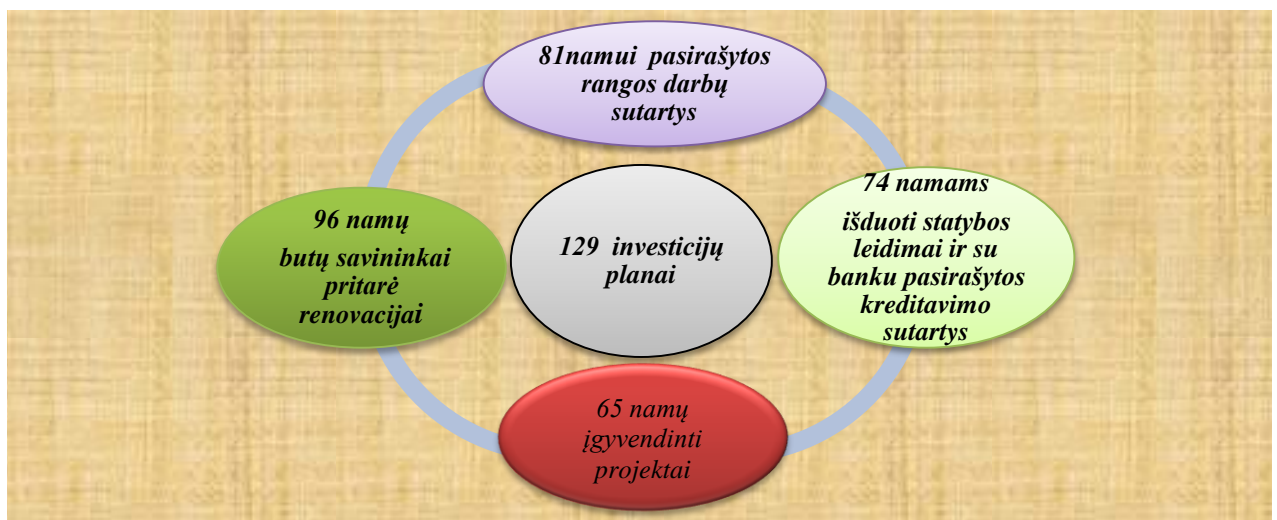 81namui pasirašytos
rangos darbų
sutartys
96 namų
butų savininkai
pritarė
renovacijai
129 investicijų
planai
74 namams
išduoti statybos
leidimai ir su
banku pasirašytos
kreditavimo
sutartys
65 namų
įgyvendinti
projektai